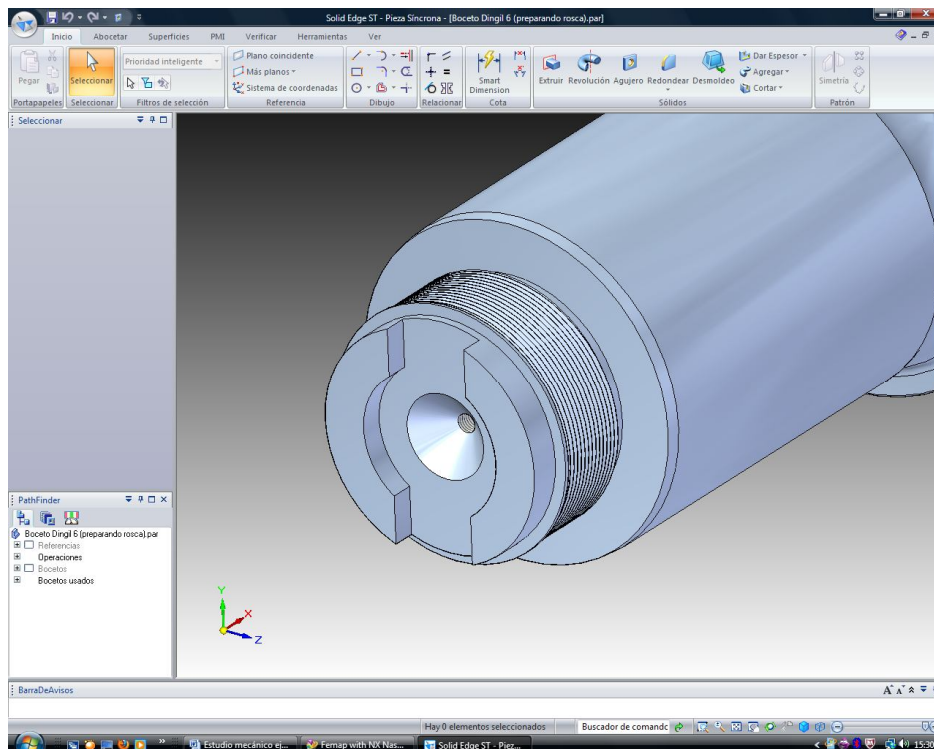 Solid Edge ST - Pieza Síncrona - [Boceto Dingil 6 (preparando rosca).par]
Inicio Abocetar Superficies PMI Verificar Herramientas Ver
Pegar
Portapapeles
Seleccionar
Seleccionar
Prioridad inteligente
Filtros de selección
Plano coincidente
Más planos
Sistema de coordenadas
Referencia
Dibujo
Relacionar
Smart
Dimension
Cota
Extruir Revolución Agujero Redondear Desmoldeo
Dar Espesor
Agregar
Cortar
Sólidos
Simetría
Patrón
Seleccionar
PathFinder
Boceto Dingil 6 (preparando rosca).par
Referencias
Operaciones
Bocetos
Bocetos usados
Y
X
Z
BarraDeAvisos
Hay 0 elementos seleccionados
Buscador de comandc
Estudio mecánico ej...
Femap with NX Nas...
Solid Edge ST - Piez...
15:30